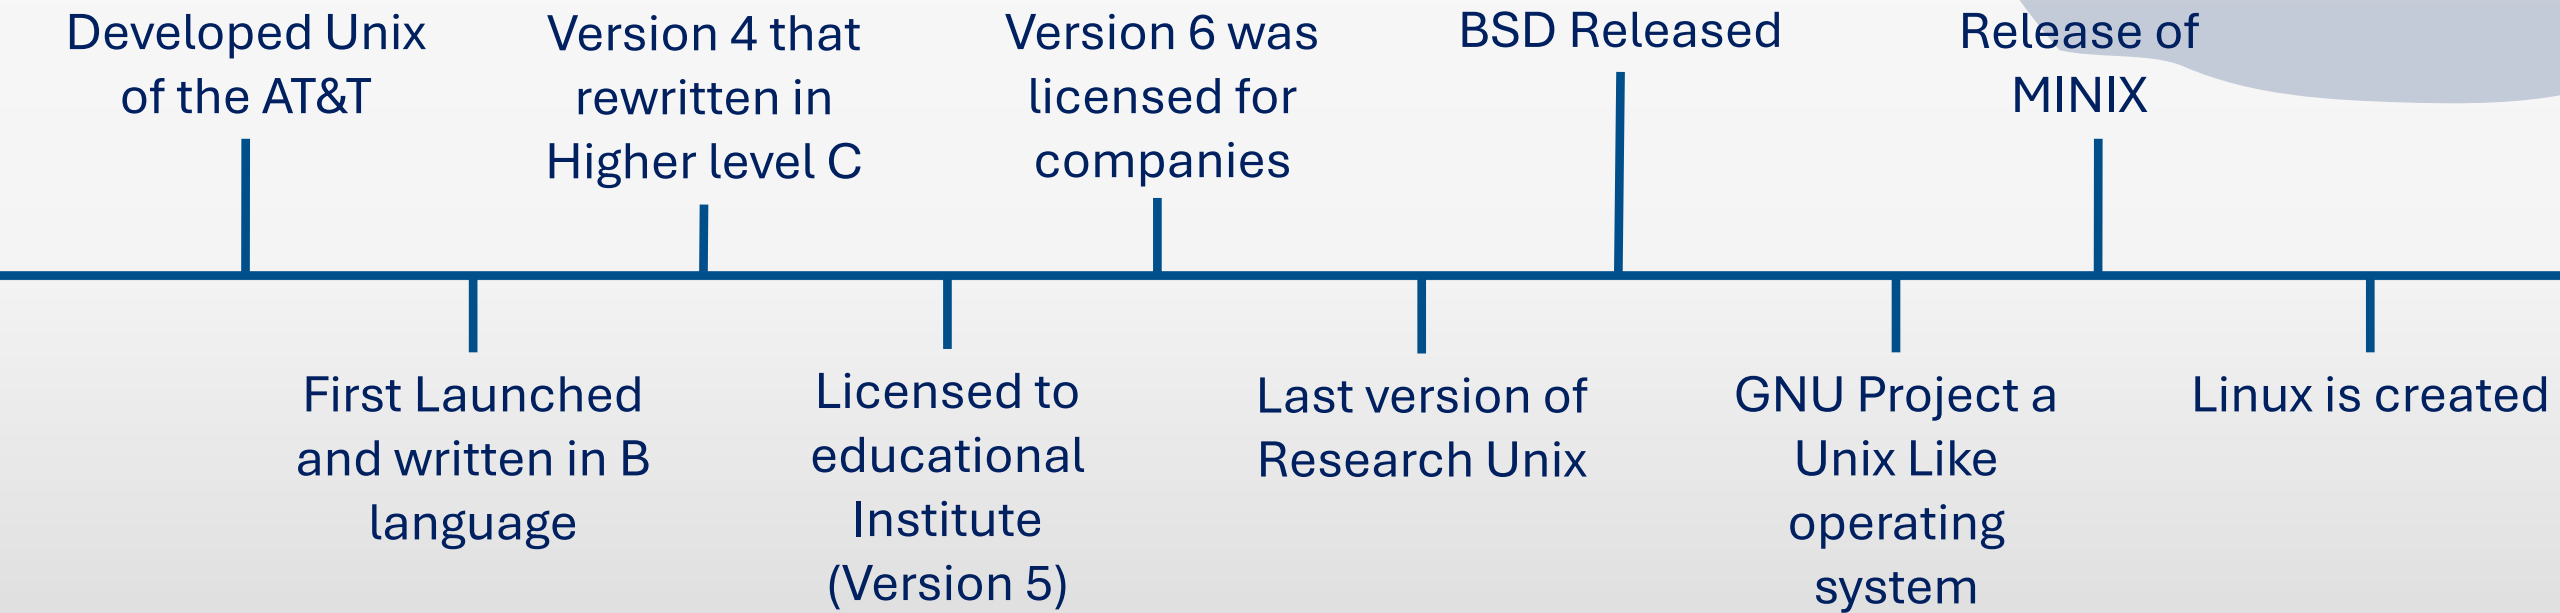 Developed Unix
of the AT&T
First Launched
and written in B
language
Version 4 that
rewritten in
Higher level C
Licensed to
educational
Institute
(Version 5)
Version 6 was
licensed for
companies
Last version of
Research Unix
BSD Released
GNU Project a
Unix Like
operating
system
Release of
MINIX
Linux is created